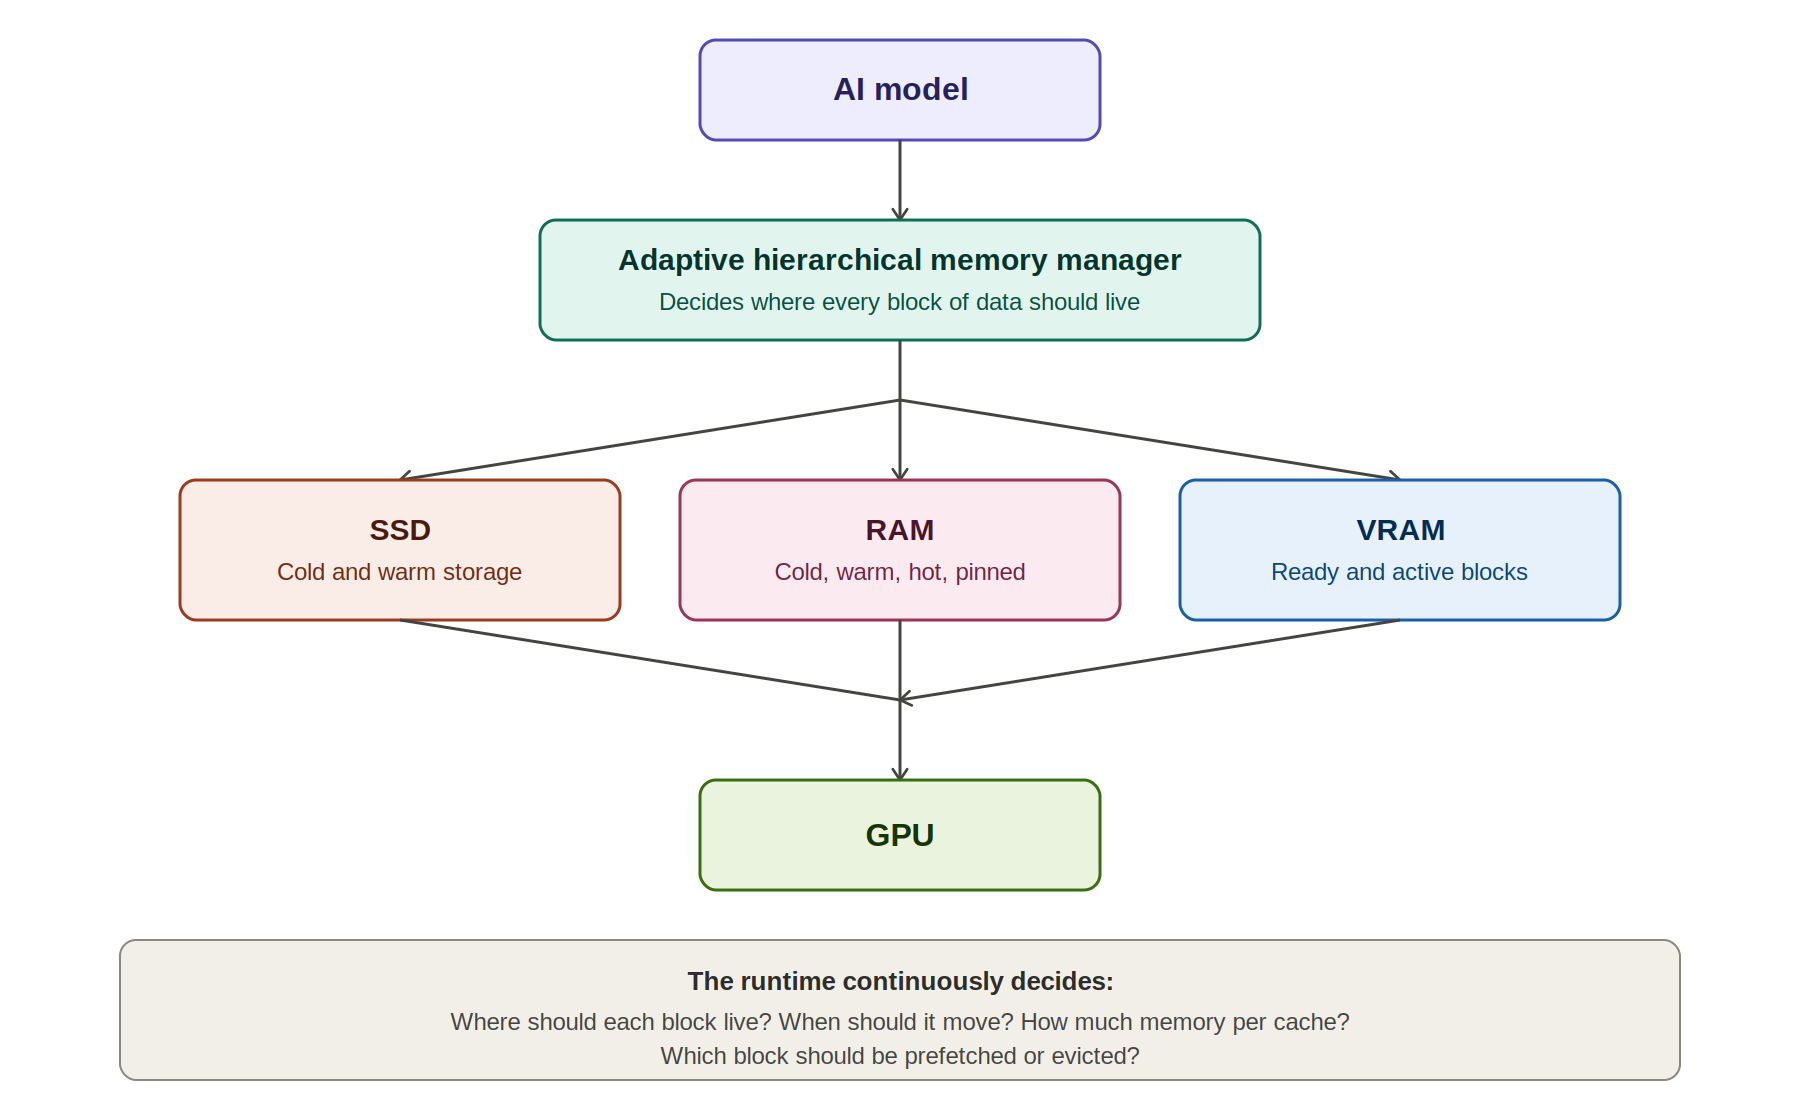 AI model
Adaptive hierarchical memory manager
Decides where every block of data should live
SSD
Cold and warm storage
RAM
Cold, warm, hot, pinned
VRAM
Ready and active blocks
GPU
The runtime continuously decides:
Where should each block live? When should it move? How much memory per cache?
Which block should be prefetched or evicted?